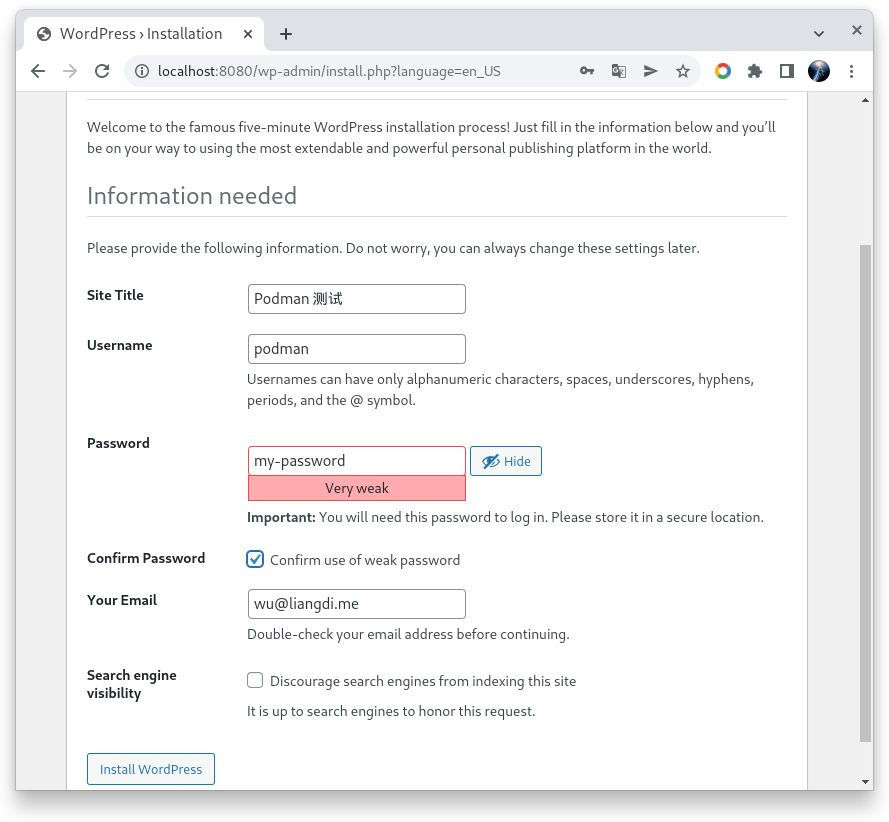 WordPress › Installation
localhost:8080/wp-admin/install.php?language=en_US
Welcome to the famous five-minute WordPress installation process! Just fill in the information below and you’ll
be on your way to using the most extendable and powerful personal publishing platform in the world.
Information needed
Please provide the following information. Do not worry, you can always change these settings later.
Site Title
Podman 测试
Username
podman
Usernames can have only alphanumeric characters, spaces, underscores, hyphens,
periods, and the @ symbol.
Password
my-password
Hide
Very weak
Important: You will need this password to log in. Please store it in a secure location.
Confirm Password
Confirm use of weak password
Your Email
wu@liangdi.me
Double-check your email address before continuing.
Search engine
visibility
Discourage search engines from indexing this site
It is up to search engines to honor this request.
Install WordPress